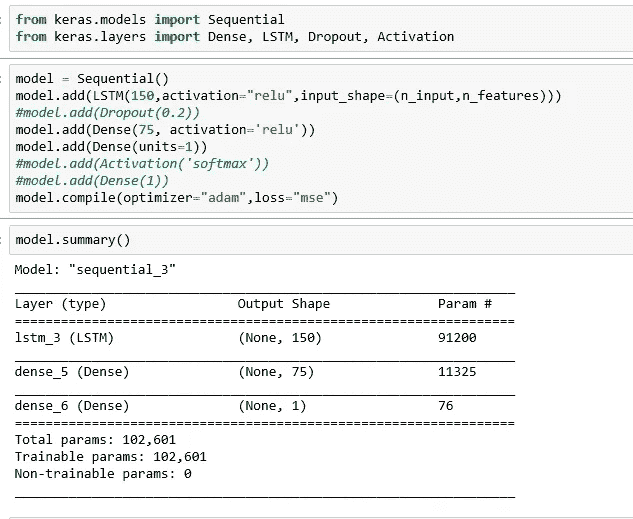 from keras.models import Sequential
from keras.layers import Dense, LSTM, Dropout, Activation
model = Sequential()
model.add(LSTM(150,activation="relu",input_shape=(n_input,n_features)))
#model.add(Dropout(0.2))
model.add(Dense(75, activation='relu'))
model.add(Dense(units=1))
#model.add(Activation('softmax'))
#model.add(Dense(1))
model.compile(optimizer="adam",loss="mse")
model.summary()
Model: "sequential_3"
Layer (type) Output Shape Param #
lstm_3 (LSTM) (None, 150) 91200
dense_5 (Dense) (None, 75) 11325
dense_6 (Dense) (None, 1) 76
Total params: 102,601
Trainable params: 102,601
Non-trainable params: 0